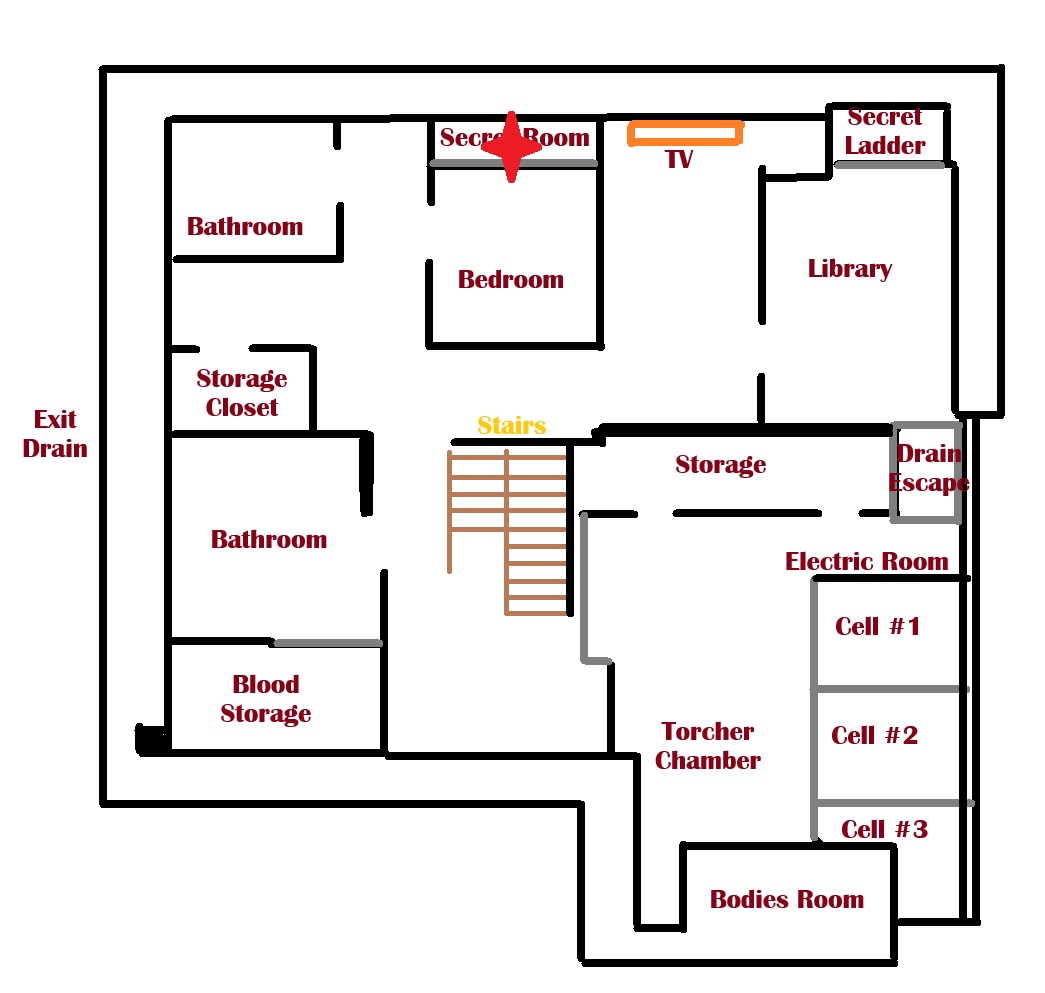 Secret Room
Secret
Ladder
TV
Bathroom
Library
Bedroom
Storage
Closet
Exit
Drain
Stairs
Storage
Drain
Escape
Bathroom
Electric Room
Cell #1
Blood
Storage
Torcher
Chamber
Cell #2
Cell #3
Bodies Room